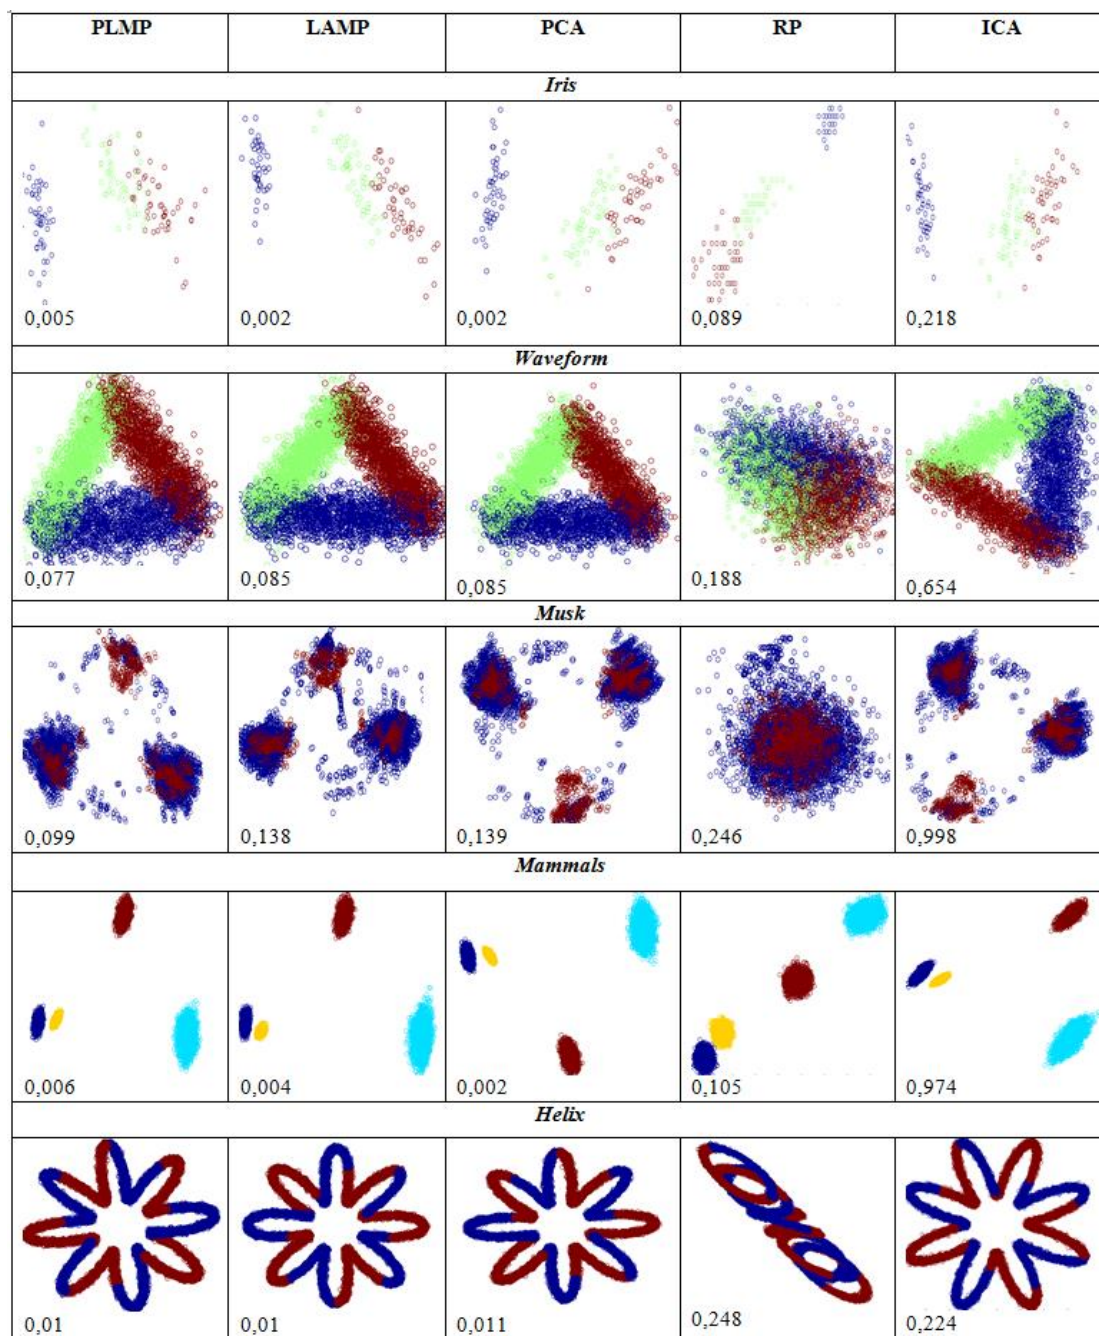 PLMP LAMP PCA RP ICA
Iris
0,005 0,002 0,002 0,089 0,218
Waveform
0,077 0,085 0,085 0,188 0,654
Musk
0,099 0,138 0,139 0,246 0,998
Mammals
0,006 0,004 0,002 0,105 0,974
Helix
0,01 0,01 0,011 0,248 0,224